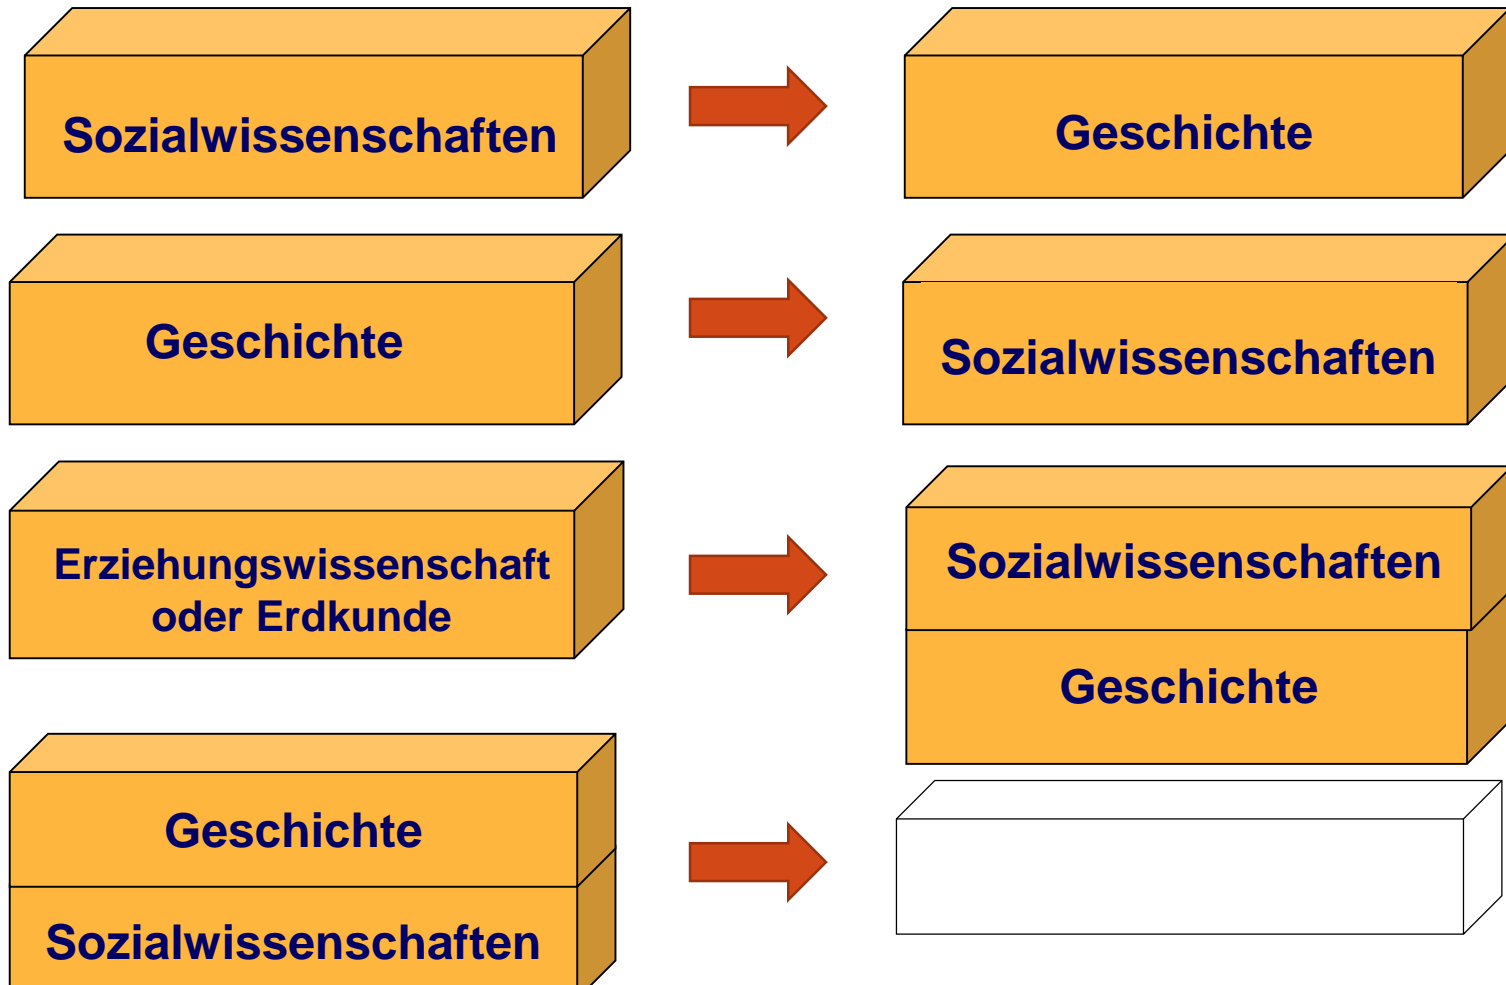 Sozialwissenschaften
Geschichte
Geschichte
Sozialwissenschaften
Erziehungswissenschaft
oder Erdkunde
Sozialwissenschaften
Geschichte
Geschichte
Sozialwissenschaften